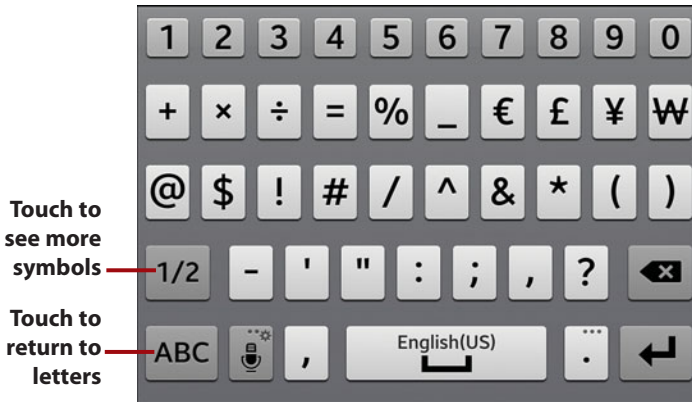 1 2 3 4 5 6 7 8 9 0
+ × ÷ = % _ € £ ¥ ₩
@ $ ! # / ^ & * ( )
Touch to
see more
symbols
1/2 - ' " : ; , ?
Touch to
return to
letters
ABC , English(US) .